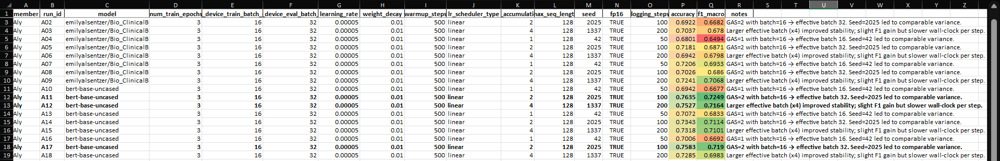 A B C D E F G H I J K L M N O P Q R S T U V W X Y Z
1 member run_id model num_train_epochs _device_train_batch_ device_eval_batch_ learning_rate weight_decay warmup_steps lr_scheduler_type _accumulati nax_seq_lengt seed fp16 logging_steps accuracy f1_macro notes
3 Aly A02 emilyalsentzer/Bio_ClinicalB 3 16 32 0.00005 0.01 500 linear 2 128 2025 TRUE 100 0.6922 0.6682 GAS=2 with batch=16 → effective batch 32. Seed=2025 led to comparable variance.
4 Aly A03 emilyalsentzer/Bio_ClinicalB 3 16 32 0.00005 0.01 500 linear 4 128 1337 TRUE 200 0.7037 0.678 Larger effective batch (x4) improved stability; slight F1 gain but slower wall-clock per step.
5 Aly A04 emilyalsentzer/Bio_ClinicalB 3 16 32 0.00005 0.01 500 linear 1 128 42 TRUE 50 0.6801 0.6494 GAS=1 with batch=16 → effective batch 16. Seed=42 led to comparable variance.
6 Aly A05 emilyalsentzer/Bio_ClinicalB 3 16 32 0.00005 0.01 500 linear 2 128 2025 TRUE 100 0.7181 0.6871 GAS=2 with batch=16 → effective batch 32. Seed=2025 led to comparable variance.
7 Aly A06 emilyalsentzer/Bio_ClinicalB 3 16 32 0.00005 0.01 500 linear 4 128 1337 TRUE 200 0.6942 0.6798 Larger effective batch (x4) improved stability; slight F1 gain but slower wall-clock per step.
8 Aly A07 emilyalsentzer/Bio_ClinicalB 3 16 32 0.00005 0.01 500 linear 1 128 42 TRUE 50 0.7206 0.6933 GAS=1 with batch=16 → effective batch 16. Seed=42 led to comparable variance.
9 Aly A08 emilyalsentzer/Bio_ClinicalB 3 16 32 0.00005 0.01 500 linear 2 128 2025 TRUE 100 0.7026 0.686 GAS=2 with batch=16 → effective batch 32. Seed=2025 led to comparable variance.
10 Aly A09 emilyalsentzer/Bio_ClinicalB 3 16 32 0.00005 0.01 500 linear 4 128 1337 TRUE 200 0.7241 0.7068 Larger effective batch (x4) improved stability; slight F1 gain but slower wall-clock per step.
11 Aly A10 bert-base-uncased 3 16 32 0.00005 0.01 500 linear 1 128 42 TRUE 50 0.6942 0.6677 GAS=1 with batch=16 → effective batch 16. Seed=42 led to comparable variance.
12 Aly A11 bert-base-uncased 3 16 32 0.00005 0.01 500 linear 2 128 2025 TRUE 100 0.7635 0.7249 GAS=2 with batch=16 → effective batch 32. Seed=2025 led to comparable variance.
13 Aly A12 bert-base-uncased 3 16 32 0.00005 0.01 500 linear 4 128 1337 TRUE 200 0.7527 0.7164 Larger effective batch (x4) improved stability; slight F1 gain but slower wall-clock per step.
14 Aly A13 bert-base-uncased 3 16 32 0.00005 0.01 500 linear 1 128 42 TRUE 50 0.7072 0.6833 GAS=1 with batch=16 → effective batch 16. Seed=42 led to comparable variance.
15 Aly A14 bert-base-uncased 3 16 32 0.00005 0.01 500 linear 2 128 2025 TRUE 100 0.7343 0.7114 GAS=2 with batch=16 → effective batch 32. Seed=2025 led to comparable variance.
16 Aly A15 bert-base-uncased 3 16 32 0.00005 0.01 500 linear 4 128 1337 TRUE 200 0.7318 0.7101 Larger effective batch (x4) improved stability; slight F1 gain but slower wall-clock per step.
17 Aly A16 bert-base-uncased 3 16 32 0.00005 0.01 500 linear 1 128 42 TRUE 50 0.7006 0.6692 GAS=1 with batch=16 → effective batch 16. Seed=42 led to comparable variance.
18 Aly A17 bert-base-uncased 3 16 32 0.00005 0.01 500 linear 2 128 2025 TRUE 100 0.7583 0.719 GAS=2 with batch=16 → effective batch 32. Seed=2025 led to comparable variance.
19 Aly A18 bert-base-uncased 3 16 32 0.00005 0.01 500 linear 4 128 1337 TRUE 200 0.7285 0.6983 Larger effective batch (x4) improved stability; slight F1 gain but slower wall-clock per step.